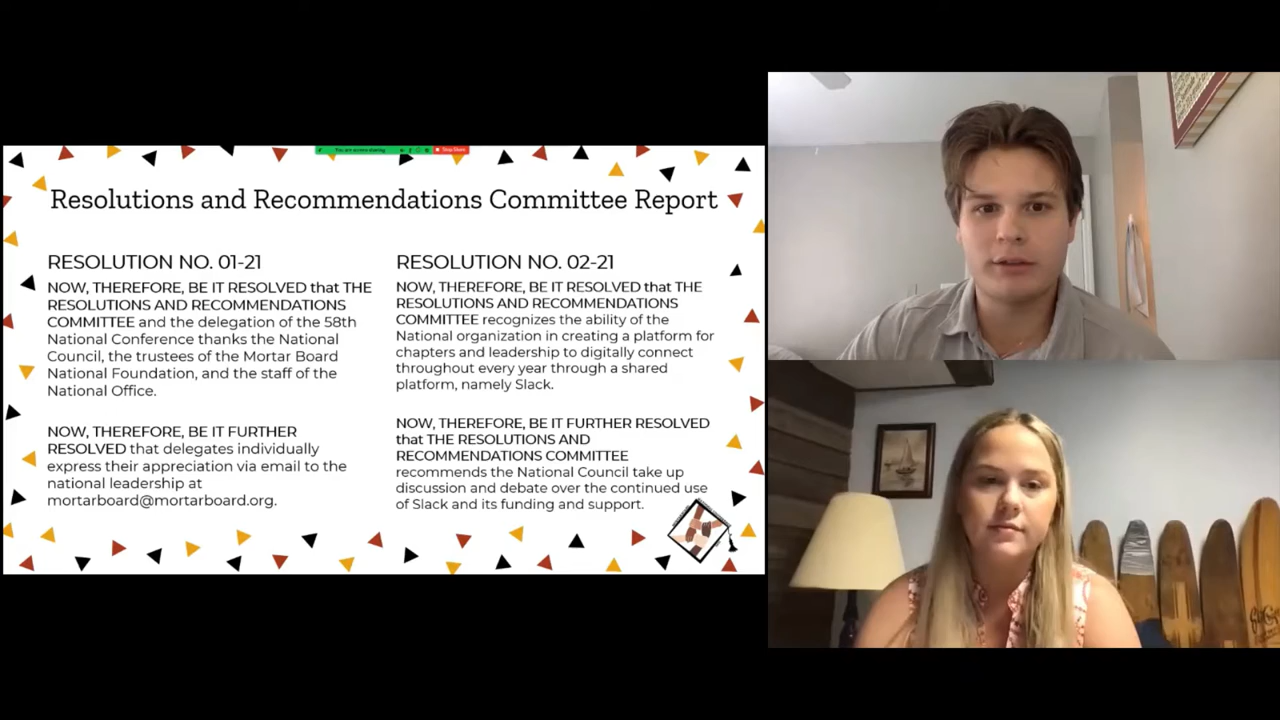 You are screen sharing
Stop Share
Resolutions and Recommendations Committee Report
RESOLUTION NO. 01-21
NOW, THEREFORE, BE IT RESOLVED that THE
RESOLUTIONS AND RECOMMENDATIONS
COMMITTEE and the delegation of the 58th
National Conference thanks the National
Council, the trustees of the Mortar Board
National Foundation, and the staff of the
National Office.
NOW, THEREFORE, BE IT FURTHER
RESOLVED that delegates individually
express their appreciation via email to the
national leadership at
mortarboard@mortarboard.org.
RESOLUTION NO. 02-21
NOW, THEREFORE, BE IT RESOLVED that THE
RESOLUTIONS AND RECOMMENDATIONS
COMMITTEE recognizes the ability of the
National organization in creating a platform for
chapters and leadership to digitally connect
throughout every year through a shared
platform, namely Slack.
NOW, THEREFORE, BE IT FURTHER RESOLVED
that THE RESOLUTIONS AND
RECOMMENDATIONS COMMITTEE
recommends the National Council take up
discussion and debate over the continued use
of Slack and its funding and support.